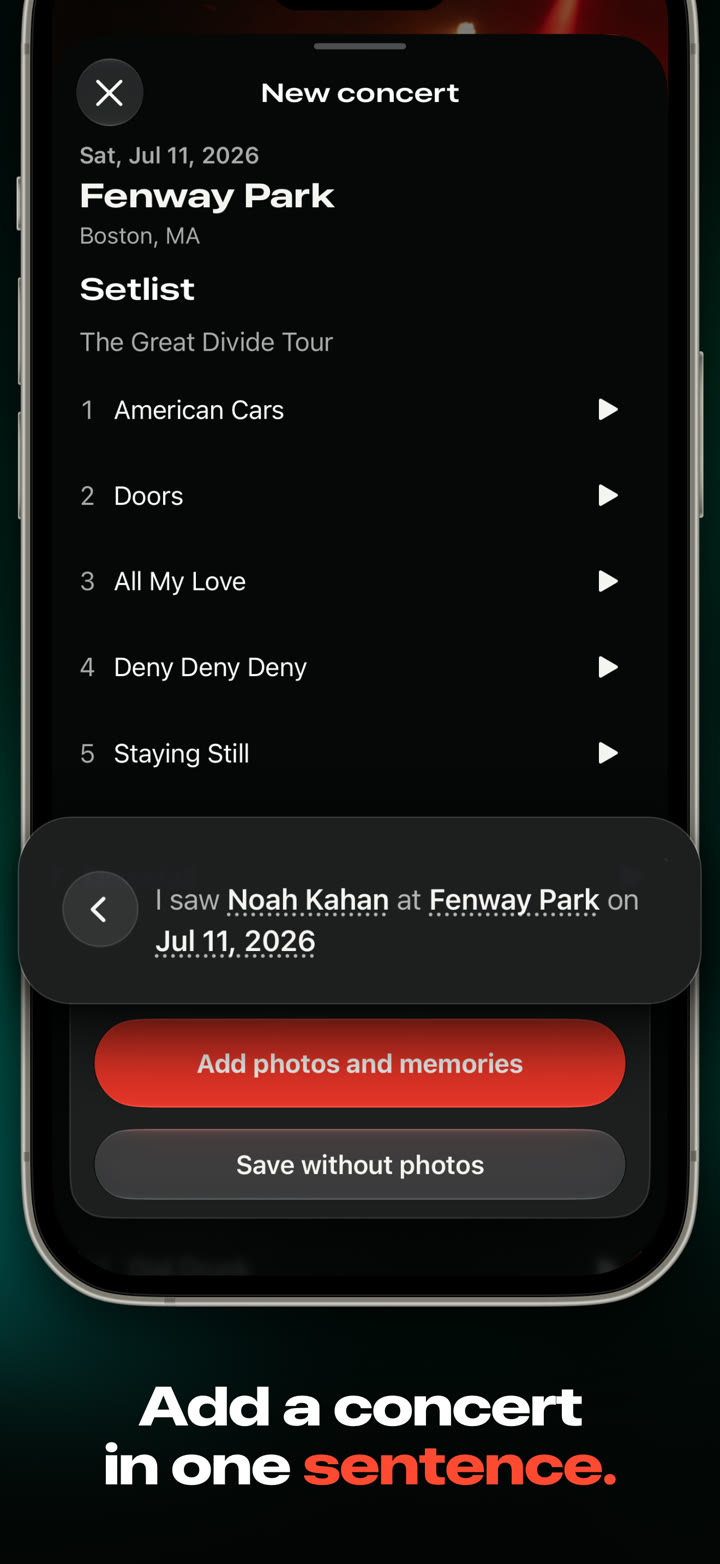 New concert
Sat, Jul 11, 2026
Fenway Park
Boston, MA
Setlist
The Great Divide Tour
1 American Cars
2 Doors
3 All My Love
4 Deny Deny Deny
5 Staying Still
I saw Noah Kahan at Fenway Park on
Jul 11, 2026
Add photos and memories
Save without photos
Add a concert
in one sentence.